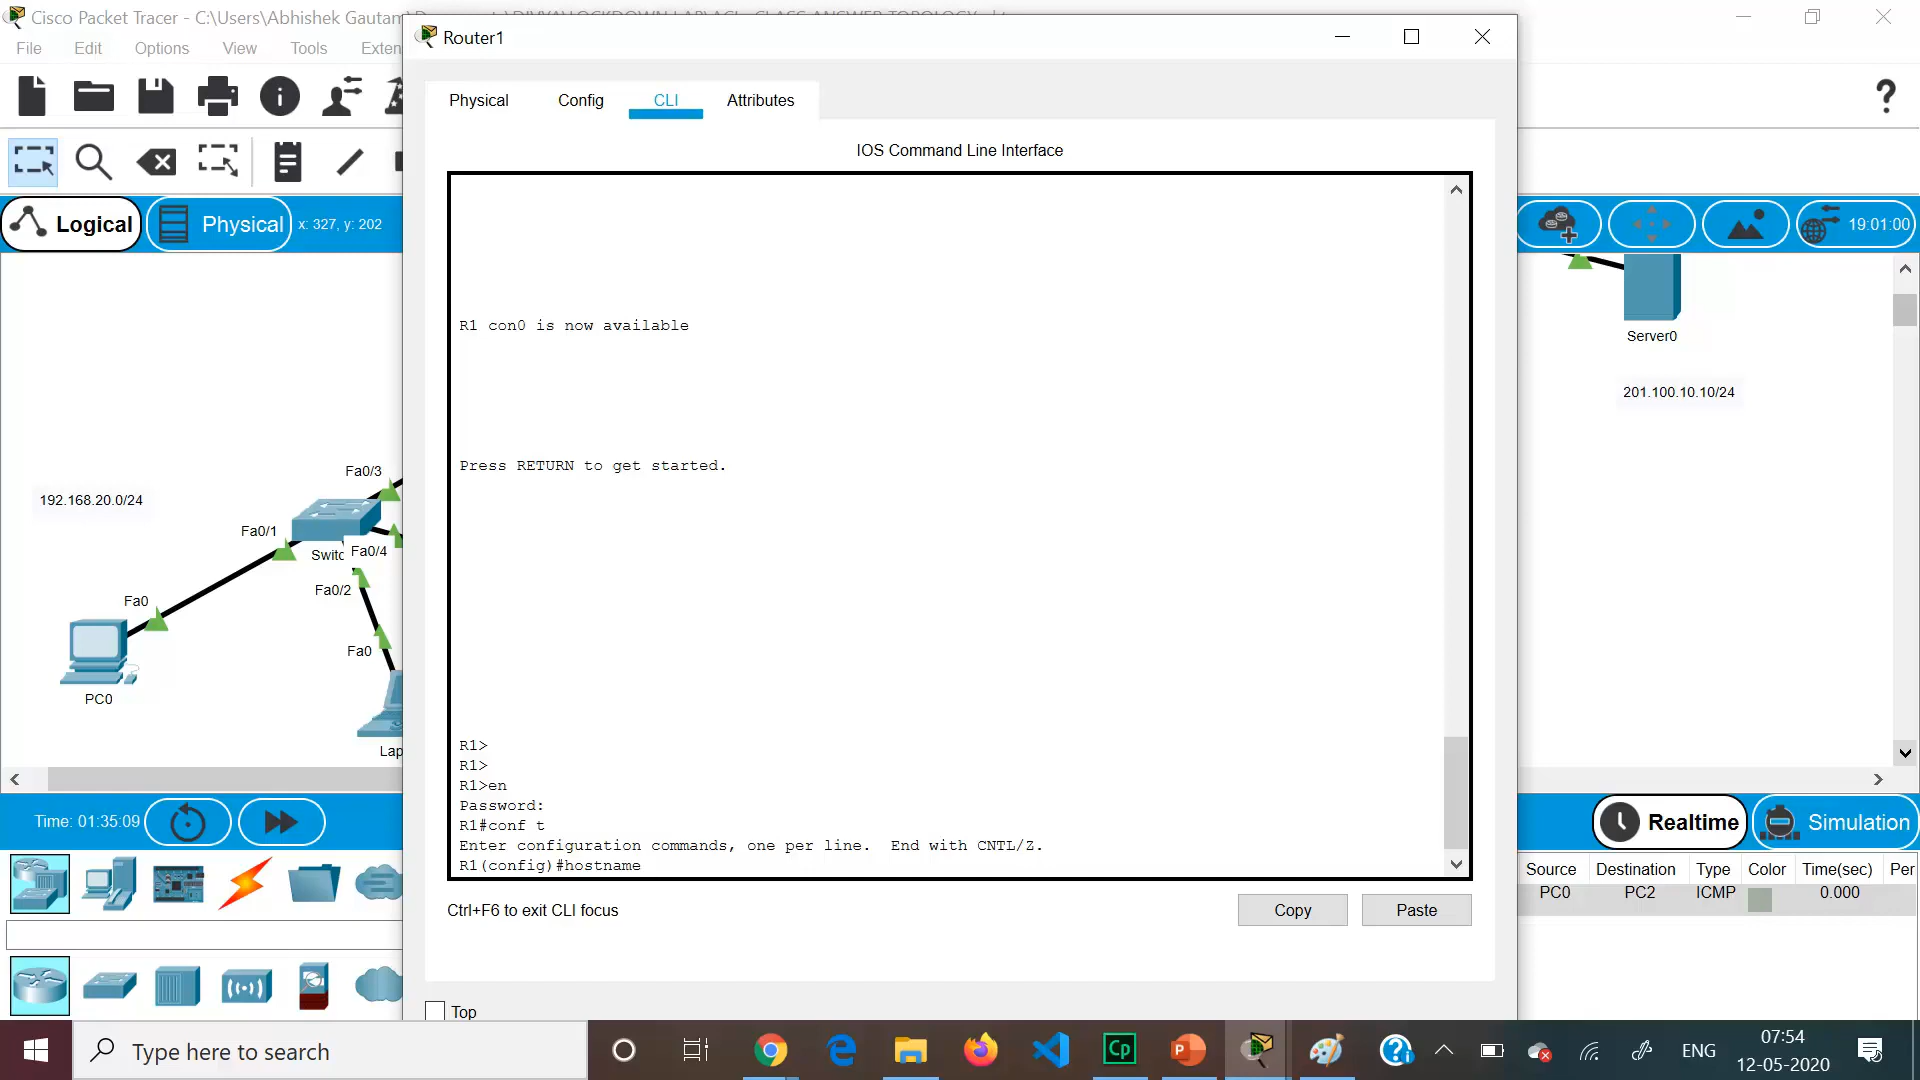 Cisco Packet Tracer - C:\Users\Abhishek Gautam
Router1
File Edit Options View Tools Exten
Physical Config CLI Attributes
IOS Command Line Interface
Logical
Physical
x: 327, y: 202
19:01:00
R1 con0 is now available
Press RETURN to get started.
R1>
R1>
R1>en
Password:
R1#conf t
Enter configuration commands, one per line.  End with CNTL/Z.
R1(config)#hostname
Ctrl+F6 to exit CLI focus
Copy
Paste
Top
192.168.20.0/24
Fa0/3
Fa0/1
Switc
Fa0/4
Fa0/2
Fa0
Fa0
PC0
Lap
Server0
201.100.10.10/24
Time: 01:35:09
Realtime
Simulation
Source Destination Type Color Time(sec) Per
PC0 PC2 ICMP 0.000
Type here to search
Cp
P
ENG
07:54
12-05-2020